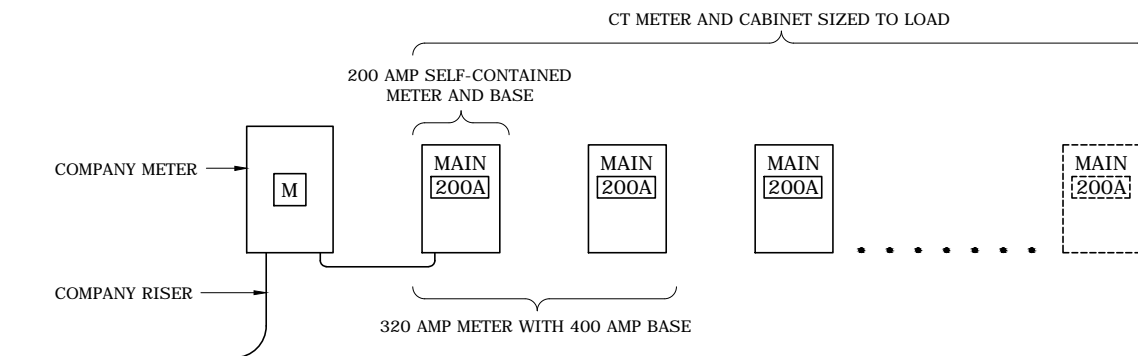 CT METER AND CABINET SIZED TO LOAD
200 AMP SELF-CONTAINED
METER AND BASE
COMPANY METER
M
MAIN
200A
MAIN
200A
MAIN
200A
MAIN
200A
COMPANY RISER
320 AMP METER WITH 400 AMP BASE